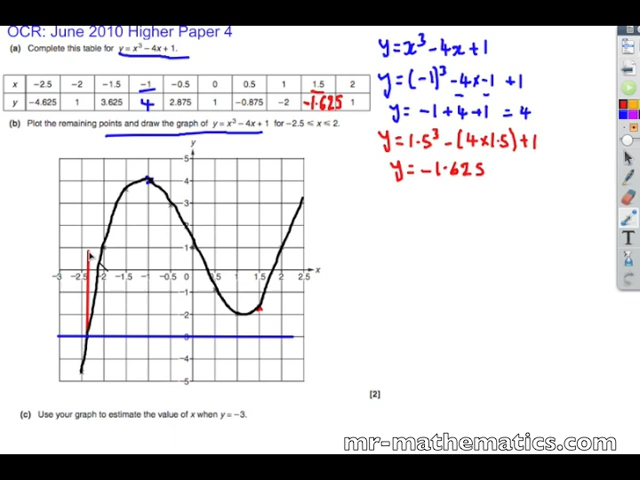 OCR: June 2010 Higher Paper 4
(a) Complete this table for y = x³ – 4x + 1.
x –2.5 –2 –1.5 –1 –0.5 0 0.5 1 1.5 2
y –4.625 1 3.625 4 2.875 1 –0.875 –2 -1.625 1
(b) Plot the remaining points and draw the graph of y = x³ – 4x + 1 for –2.5 ≤ x ≤ 2.
y = x³ - 4x + 1
y = (-1)³ - 4 x -1 + 1
y = -1 + 4 + 1 = 4
y = 1.5³ - (4 x 1.5) + 1
y = -1.625
y
5
4
3
2
1
–3 –2.5 –2 –1.5 –1 –0.5 0 0.5 1 1.5 2 2.5 x
–1
–2
–3
–4
–5
[2]
(c) Use your graph to estimate the value of x when y = –3.
mr-mathematics.com
T